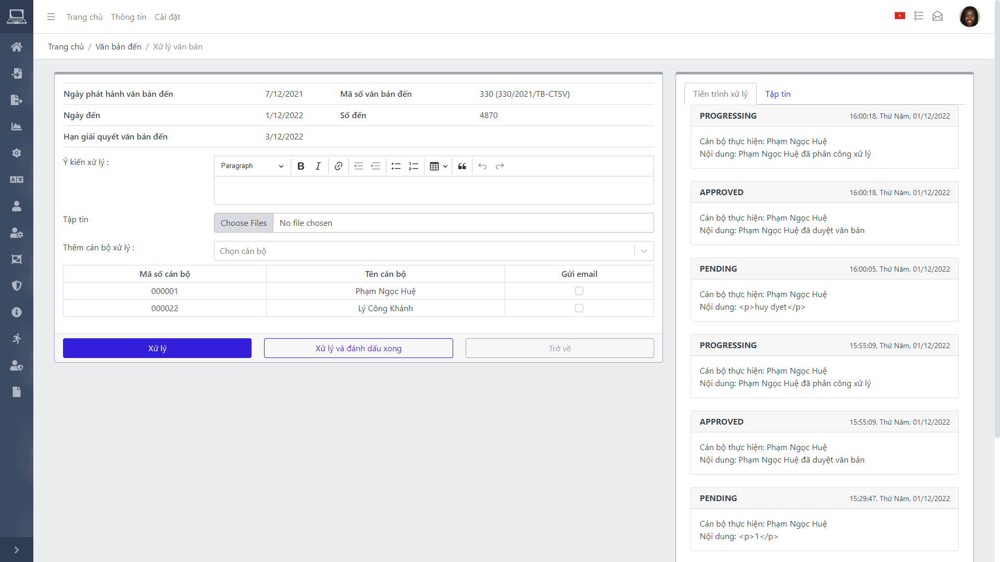 Trang chủ Thông tin Cài đặt
Trang chủ / Văn bản đến / Xử lý văn bản
Ngày phát hành văn bản đến 7/12/2021 Mã số văn bản đến 330 (330/2021/TB-CTSV)
Ngày đến 1/12/2022 Số đến 4870
Hạn giải quyết văn bản đến 3/12/2022
Ý kiến xử lý :
Paragraph
Tập tin
Choose Files No file chosen
Thêm cán bộ xử lý :
Chọn cán bộ
Mã số cán bộ Tên cán bộ Gửi email
000001 Phạm Ngọc Huệ
000022 Lý Công Khánh
Xử lý Xử lý và đánh dấu xong Trở về
Tiến trình xử lý Tập tin
PROGRESSING 16:00:18, Thứ Năm, 01/12/2022
Cán bộ thực hiện: Phạm Ngọc Huệ
Nội dung: Phạm Ngọc Huệ đã phân công xử lý
APPROVED 16:00:18, Thứ Năm, 01/12/2022
Cán bộ thực hiện: Phạm Ngọc Huệ
Nội dung: Phạm Ngọc Huệ đã duyệt văn bản
PENDING 16:00:05, Thứ Năm, 01/12/2022
Cán bộ thực hiện: Phạm Ngọc Huệ
Nội dung: <p>huy dyet</p>
PROGRESSING 15:55:09, Thứ Năm, 01/12/2022
Cán bộ thực hiện: Phạm Ngọc Huệ
Nội dung: Phạm Ngọc Huệ đã phân công xử lý
APPROVED 15:55:09, Thứ Năm, 01/12/2022
Cán bộ thực hiện: Phạm Ngọc Huệ
Nội dung: Phạm Ngọc Huệ đã duyệt văn bản
PENDING 15:29:47, Thứ Năm, 01/12/2022
Cán bộ thực hiện: Phạm Ngọc Huệ
Nội dung: <p>1</p>